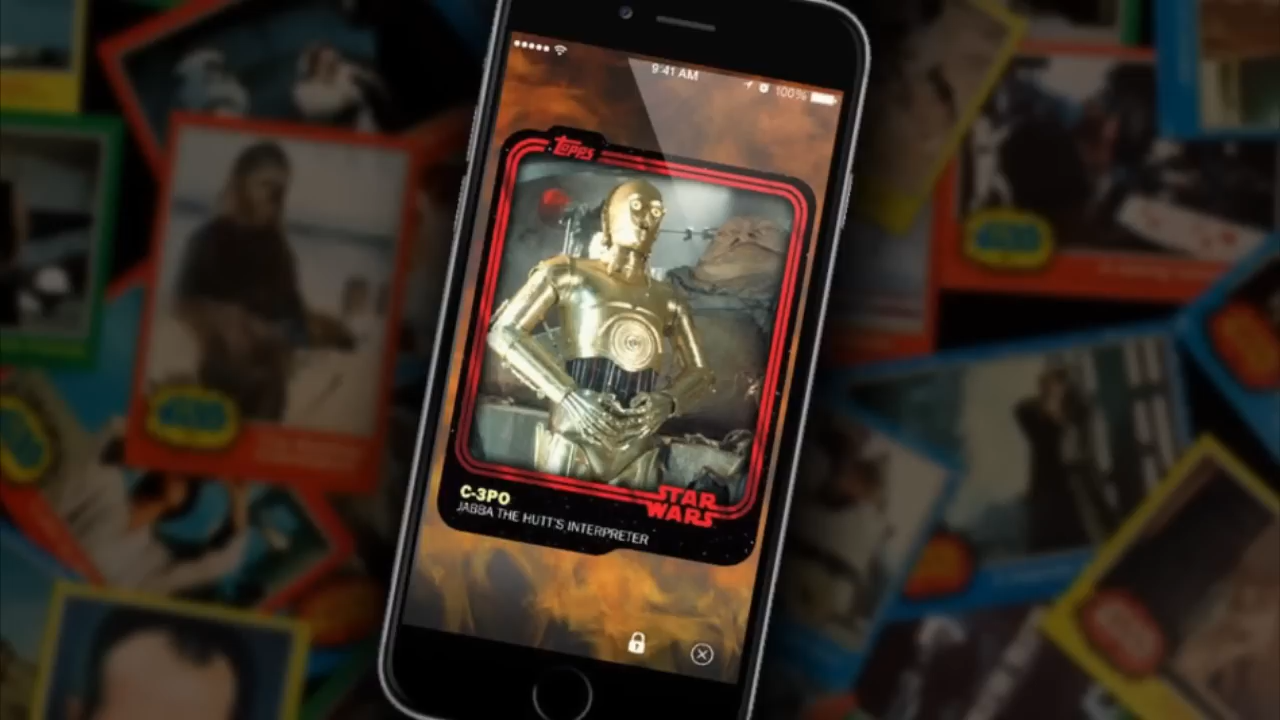 9:41 AM
100%
Topps
C-3PO
JABBA THE HUTT'S INTERPRETER
STAR
WARS